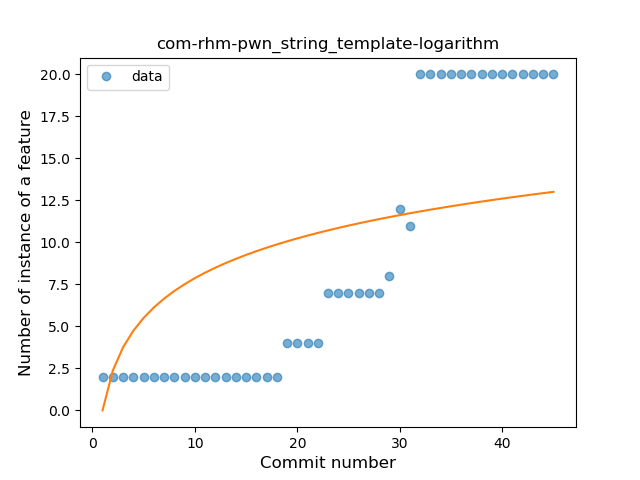 com-rhm-pwn_string_template-logarithm
data
Number of instance of a feature
20.0
17.5
15.0
12.5
10.0
7.5
5.0
2.5
0.0
0 10 20 30 40
Commit number